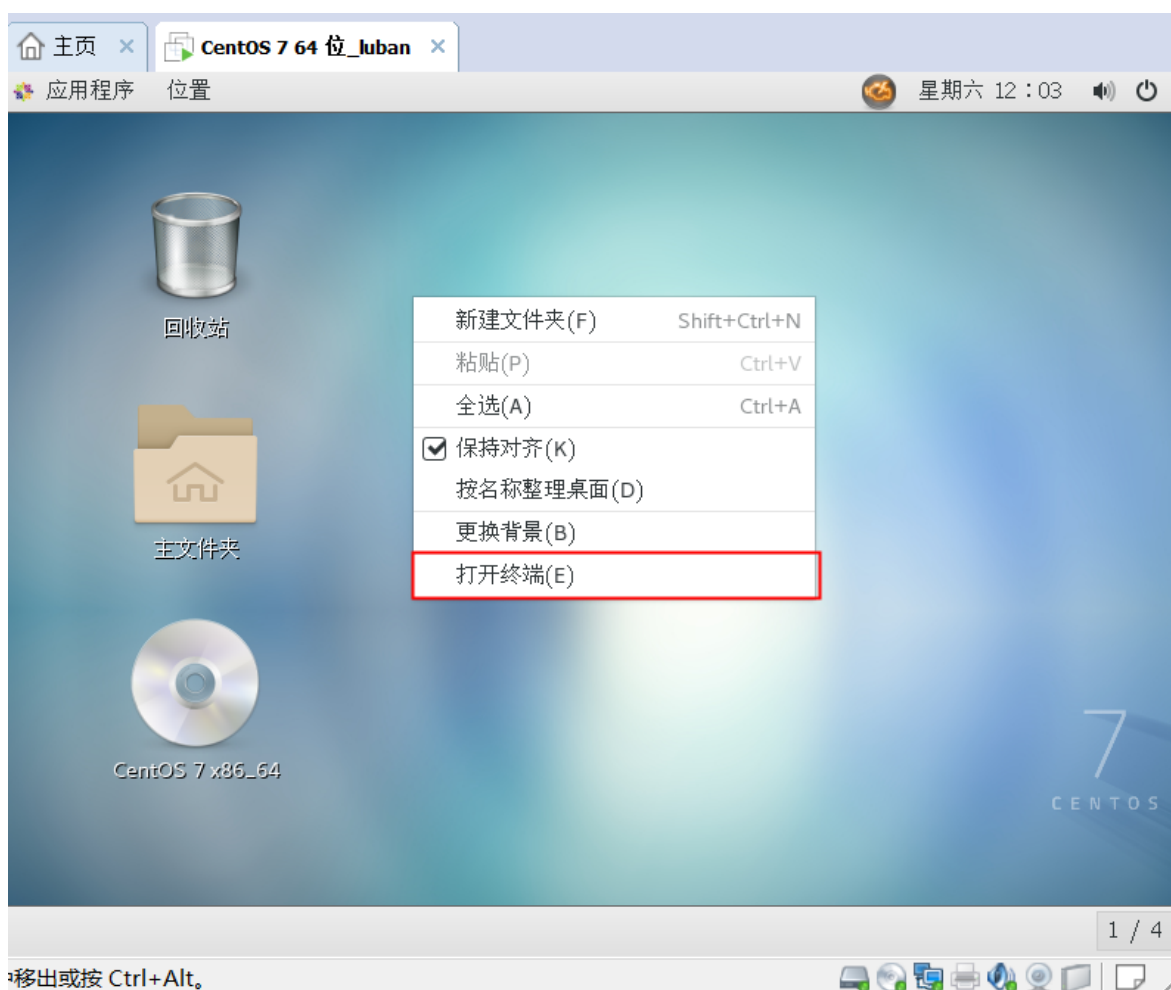 主页 × CentOS 7 64 位_luban ×
应用程序 位置 星期六 12：03
回收站
新建文件夹(F) Shift+Ctrl+N
粘贴(P) Ctrl+V
全选(A) Ctrl+A
保持对齐(K)
按名称整理桌面(D)
更换背景(B)
打开终端(E)
主文件夹
CentOS 7 x86_64
7
CENTOS
1 / 4
移出或按 Ctrl+Alt。